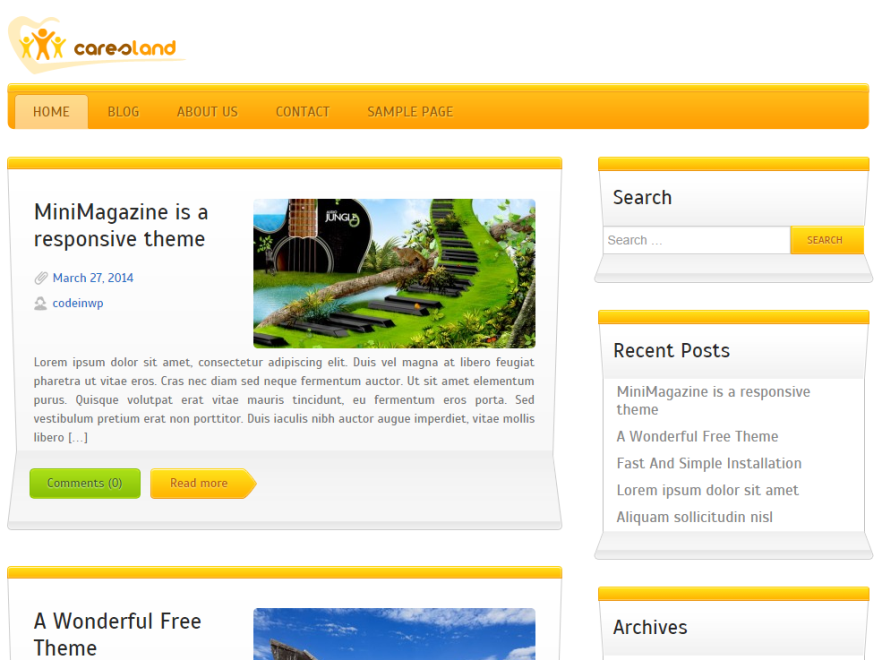 caresland
HOME
BLOG
ABOUT US
CONTACT
SAMPLE PAGE
MiniMagazine is a
responsive theme
March 27, 2014
codeinwp
JUNGLE
Lorem ipsum dolor sit amet, consectetur adipiscing elit. Duis vel magna at libero feugiat
pharetra ut vitae eros. Cras nec diam sed neque fermentum auctor. Ut sit amet elementum
purus. Quisque volutpat erat vitae mauris tincidunt, eu fermentum eros porta. Sed
vestibulum pretium erat non porttitor. Duis iaculis nibh auctor augue imperdiet, vitae mollis
libero […]
Comments (0)
Read more
A Wonderful Free
Theme
Search
Search …
SEARCH
Recent Posts
MiniMagazine is a responsive
theme
A Wonderful Free Theme
Fast And Simple Installation
Lorem ipsum dolor sit amet
Aliquam sollicitudin nisl
Archives